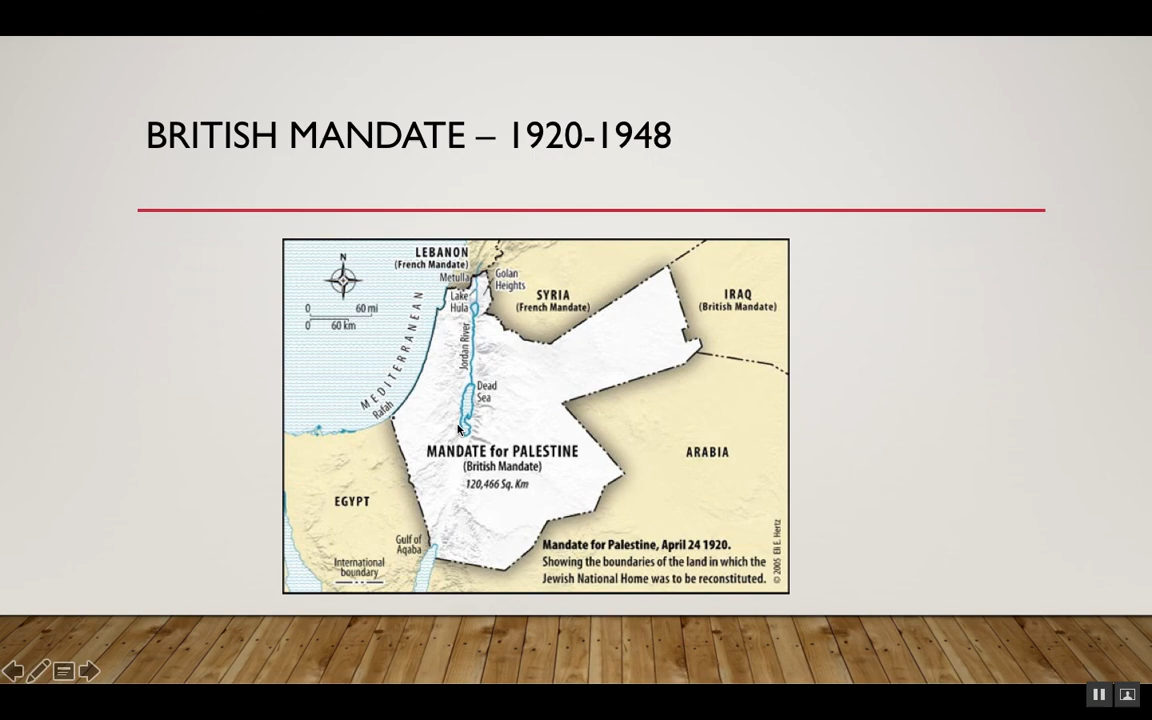 BRITISH MANDATE – 1920-1948
LEBANON
(French Mandate)
Metulla
Golan
Heights
Lake
Hula
SYRIA
(French Mandate)
IRAQ
(British Mandate)
N
0 60 mi
0 60 km
MEDITERRANEAN
Rafah
Jordan River
Dead
Sea
MANDATE for PALESTINE
(British Mandate)
120,466 Sq. Km
ARABIA
EGYPT
Gulf of
Aqaba
International
boundary
Mandate for Palestine, April 24 1920.
Showing the boundaries of the land in which the
Jewish National Home was to be reconstituted.
© 2005 Eli E. Hertz